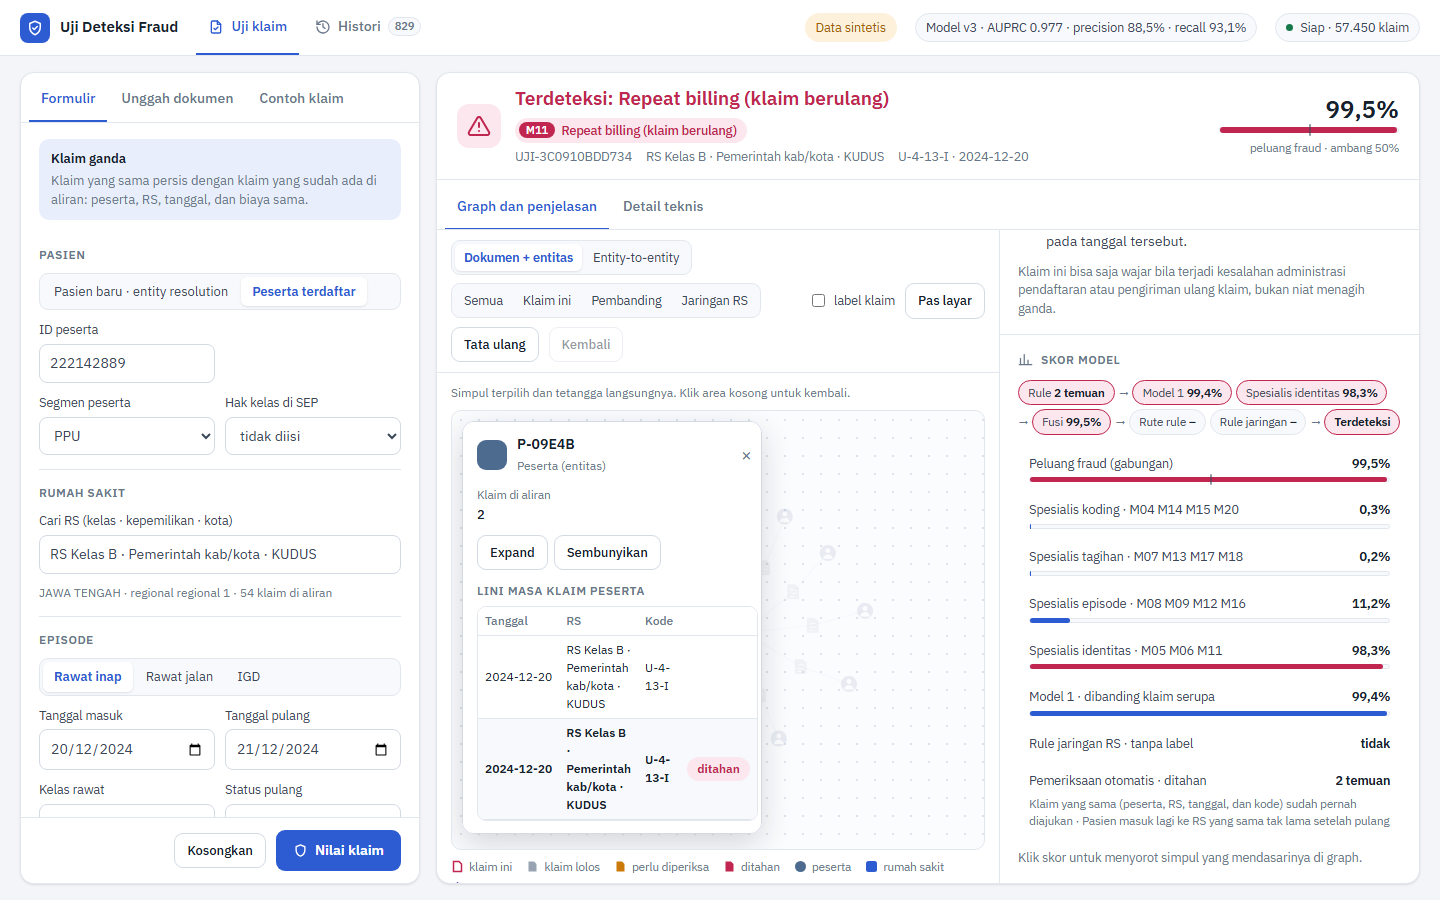 Uji Deteksi Fraud
Uji klaim
Histori 829
Data sintetis
Model v3 · AUPRC 0.977 · precision 88,5% · recall 93,1%
Siap · 57.450 klaim
Formulir
Unggah dokumen
Contoh klaim
Klaim ganda
Klaim yang sama persis dengan klaim yang sudah ada di
aliran: peserta, RS, tanggal, dan biaya sama.
PASIEN
Pasien baru · entity resolution
Peserta terdaftar
ID peserta
222142889
Segmen peserta
Hak kelas di SEP
PPU
tidak diisi
RUMAH SAKIT
Cari RS (kelas · kepemilikan · kota)
RS Kelas B · Pemerintah kab/kota · KUDUS
JAWA TENGAH · regional regional 1 · 54 klaim di aliran
EPISODE
Rawat inap
Rawat jalan
IGD
Tanggal masuk
Tanggal pulang
20/12/2024
21/12/2024
Kelas rawat
Status pulang
Kosongkan
Nilai klaim
Terdeteksi: Repeat billing (klaim berulang)
M11 Repeat billing (klaim berulang)
UJI-3C0910BDD734 RS Kelas B · Pemerintah kab/kota · KUDUS U-4-13-I · 2024-12-20
99,5%
peluang fraud · ambang 50%
Graph dan penjelasan
Detail teknis
Dokumen + entitas
Entity-to-entity
Semua
Klaim ini
Pembanding
Jaringan RS
label klaim
Pas layar
Tata ulang
Kembali
Simpul terpilih dan tetangga langsungnya. Klik area kosong untuk kembali.
P-09E4B
Peserta (entitas)
×
Klaim di aliran
2
Expand
Sembunyikan
LINI MASA KLAIM PESERTA
Tanggal RS Kode
2024-12-20
RS Kelas B ·
Pemerintah
kab/kota ·
KUDUS
U-4-
13-I
2024-12-20
RS Kelas B
·
Pemerintah
kab/kota ·
KUDUS
U-4-
13-I
ditahan
klaim ini
klaim lolos
perlu diperiksa
ditahan
peserta
rumah sakit
pada tanggal tersebut.
Klaim ini bisa saja wajar bila terjadi kesalahan administrasi
pendaftaran atau pengiriman ulang klaim, bukan niat menagih
ganda.
SKOR MODEL
Rule 2 temuan → Model 1 99,4% Spesialis identitas 98,3%
→ Fusi 99,5% → Rute rule – Rule jaringan – → Terdeteksi
Peluang fraud (gabungan) 99,5%
Spesialis koding · M04 M14 M15 M20 0,3%
Spesialis tagihan · M07 M13 M17 M18 0,2%
Spesialis episode · M08 M09 M12 M16 11,2%
Spesialis identitas · M05 M06 M11 98,3%
Model 1 · dibanding klaim serupa 99,4%
Rule jaringan RS · tanpa label tidak
Pemeriksaan otomatis · ditahan 2 temuan
Klaim yang sama (peserta, RS, tanggal, dan kode) sudah pernah
diajukan · Pasien masuk lagi ke RS yang sama tak lama setelah pulang
Klik skor untuk menyorot simpul yang mendasarinya di graph.